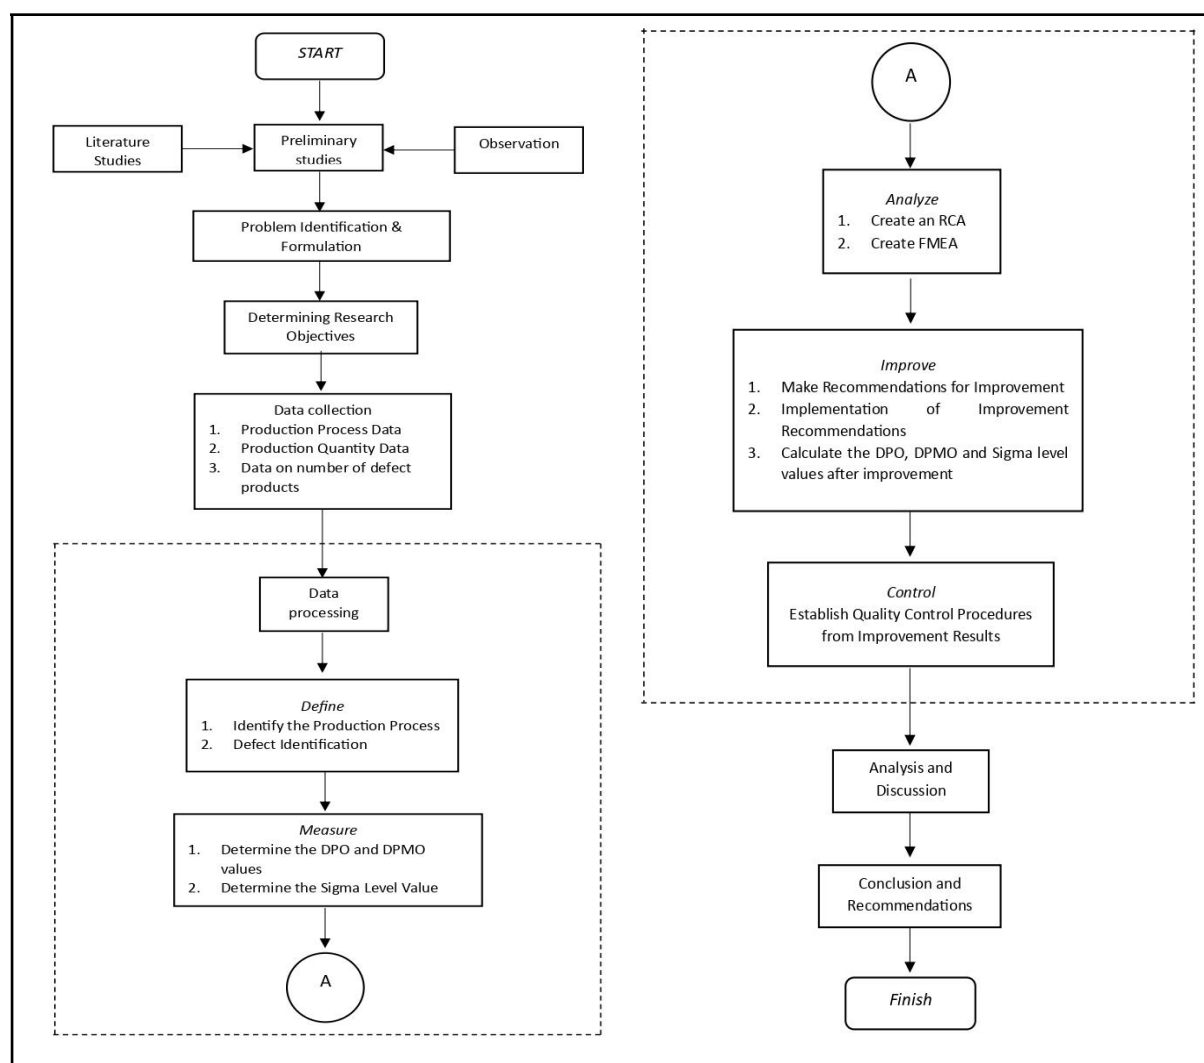 START
Literature
Studies
Preliminary
studies
Observation
Problem Identification &
Formulation
Determining Research
Objectives
Data collection
1. Production Process Data
2. Production Quantity Data
3. Data on number of defect
products
Data
processing
Define
1. Identify the Production Process
2. Defect Identification
Measure
1. Determine the DPO and DPMO
values
2. Determine the Sigma Level Value
A
A
Analyze
1. Create an RCA
2. Create FMEA
Improve
1. Make Recommendations for Improvement
2. Implementation of Improvement
Recommendations
3. Calculate the DPO, DPMO and Sigma level
values after improvement
Control
Establish Quality Control Procedures
from Improvement Results
Analysis and
Discussion
Conclusion and
Recommendations
Finish